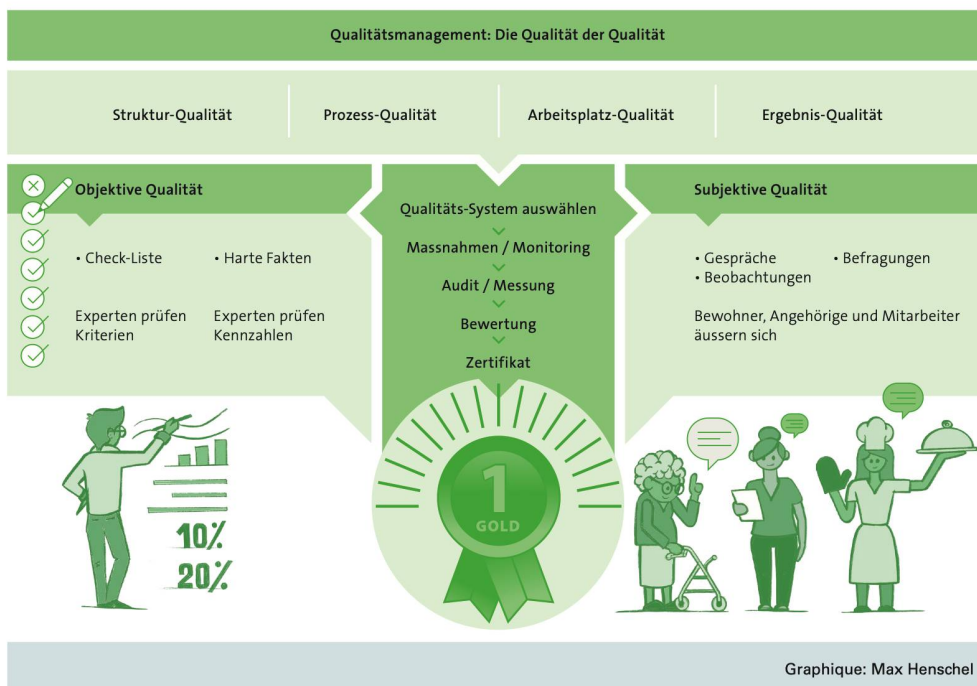 Qualitätsmanagement: Die Qualität der Qualität
Struktur-Qualität
Prozess-Qualität
Arbeitsplatz-Qualität
Ergebnis-Qualität
Objektive Qualität
• Check-Liste
• Harte Fakten
Experten prüfen
Kriterien
Experten prüfen
Kennzahlen
Qualitäts-System auswählen
Massnahmen / Monitoring
Audit / Messung
Bewertung
Zertifikat
1
GOLD
Subjektive Qualität
• Gespräche
• Befragungen
• Beobachtungen
Bewohner, Angehörige und Mitarbeiter
äussern sich
10%
20%
Graphique: Max Henschel